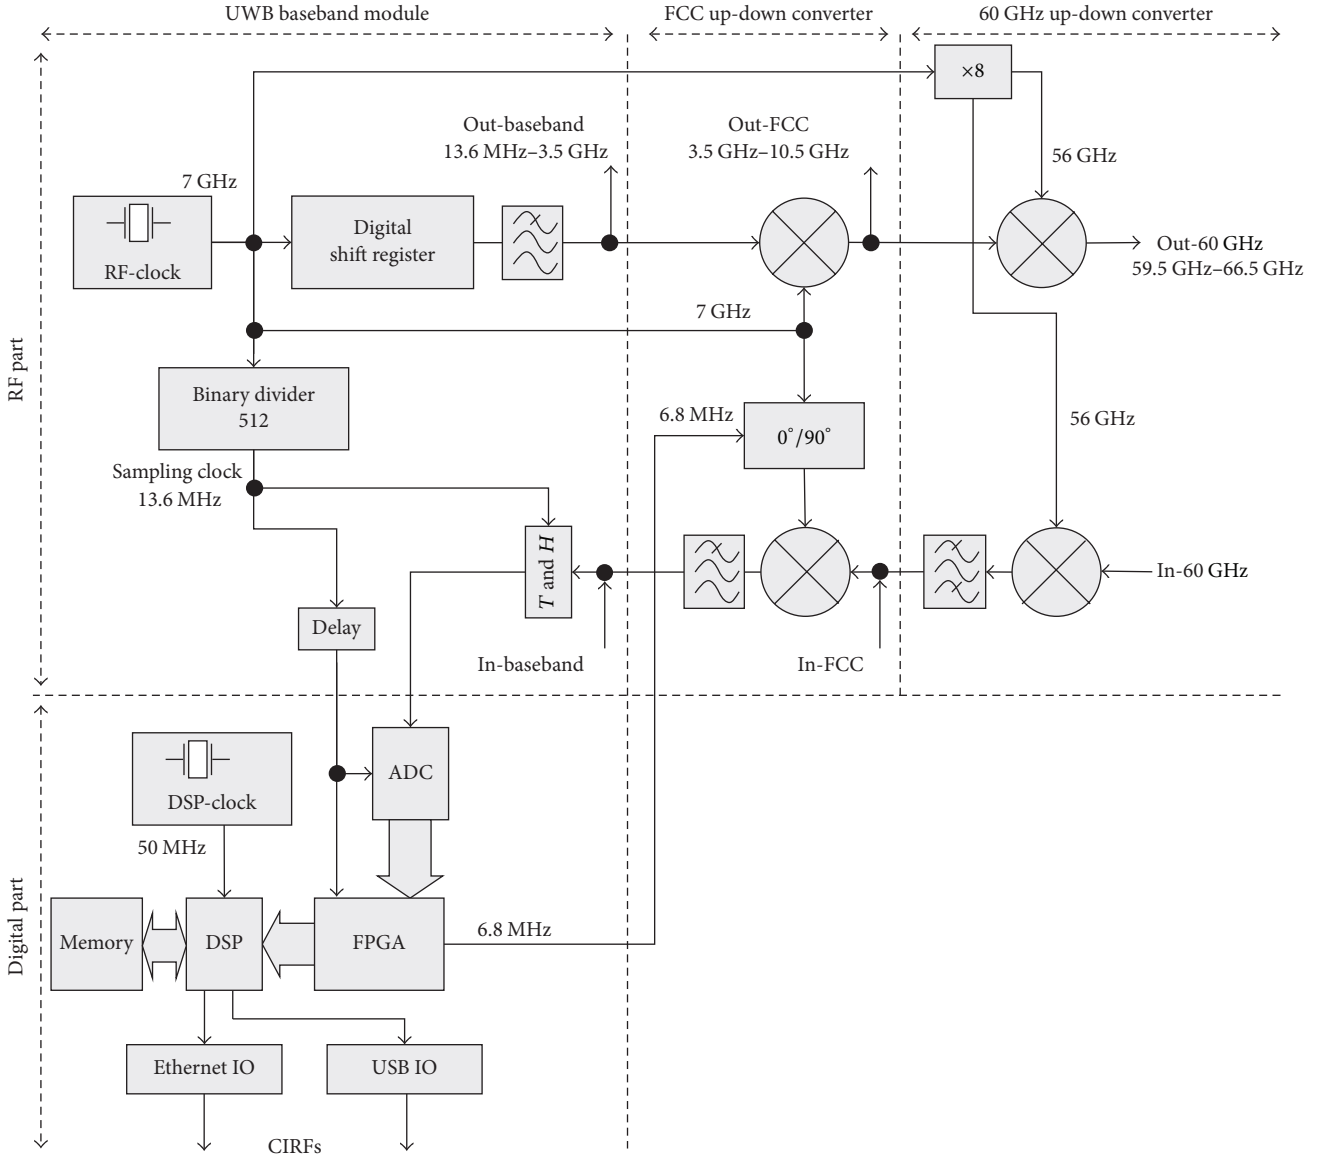 UWB baseband module
FCC up-down converter
60 GHz up-down converter
×8
Out-baseband
13.6 MHz–3.5 GHz
Out-FCC
3.5 GHz–10.5 GHz
56 GHz
7 GHz
RF-clock
Digital
shift register
Out-60 GHz
59.5 GHz–66.5 GHz
7 GHz
RF part
Binary divider
512
6.8 MHz
0°/90°
56 GHz
Sampling clock
13.6 MHz
T and H
In-60 GHz
Delay
In-baseband
In-FCC
DSP-clock
ADC
50 MHz
Digital part
Memory
DSP
FPGA
6.8 MHz
Ethernet IO
USB IO
CIRFs